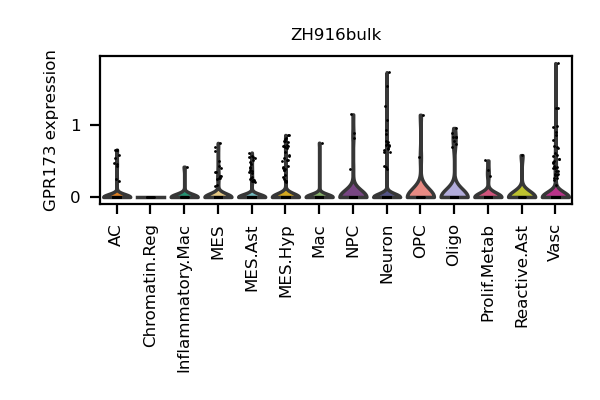 ZH916bulk
GPR173 expression
1
0
AC
Chromatin.Reg
Inflammatory.Mac
MES
MES.Ast
MES.Hyp
Mac
NPC
Neuron
OPC
Oligo
Prolif.Metab
Reactive.Ast
Vasc